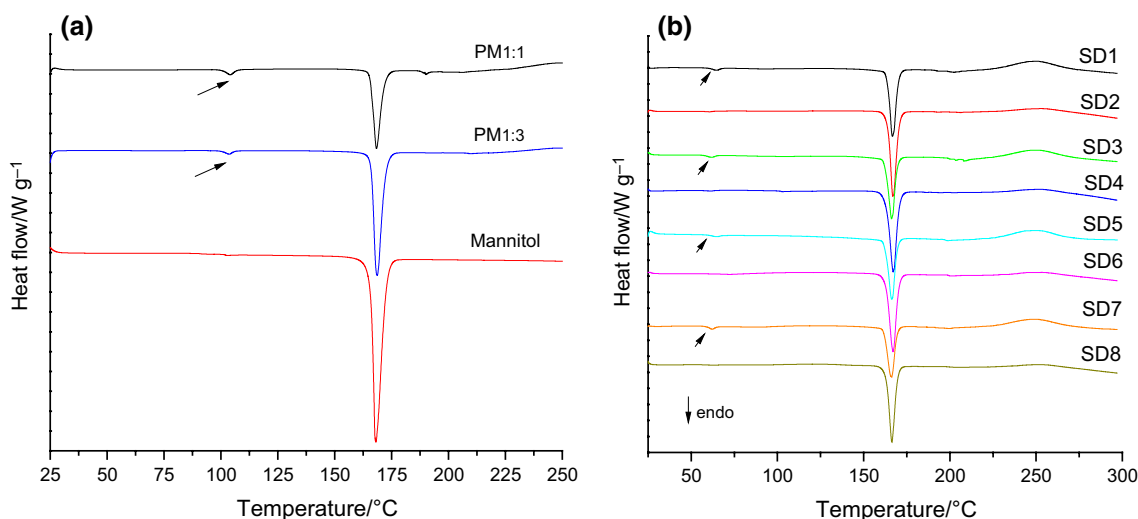 (a)
PM1:1
PM1:3
Mannitol
Heat flow/W g⁻¹
25 50 75 100 125 150 175 200 225 250
Temperature/°C
(b)
SD1
SD2
SD3
SD4
SD5
SD6
SD7
SD8
endo
Heat flow/W g⁻¹
50 100 150 200 250 300
Temperature/°C